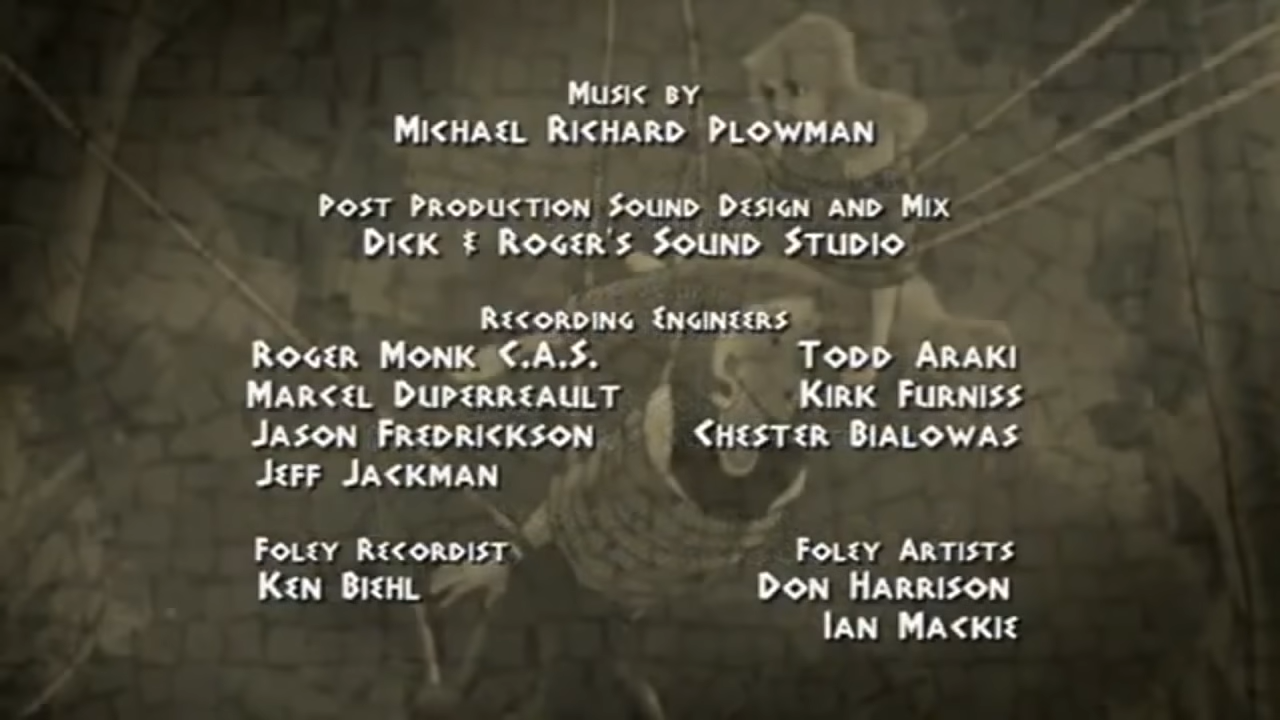 Music by
Michael Richard Plowman
Post Production Sound Design and Mix
Dick & Roger's Sound Studio
Recording Engineers
Roger Monk C.A.S.
Todd Araki
Marcel Duperreault
Kirk Furniss
Jason Fredrickson
Chester Bialowas
Jeff Jackman
Foley Recordist
Ken Biehl
Foley Artists
Don Harrison
Ian Mackie